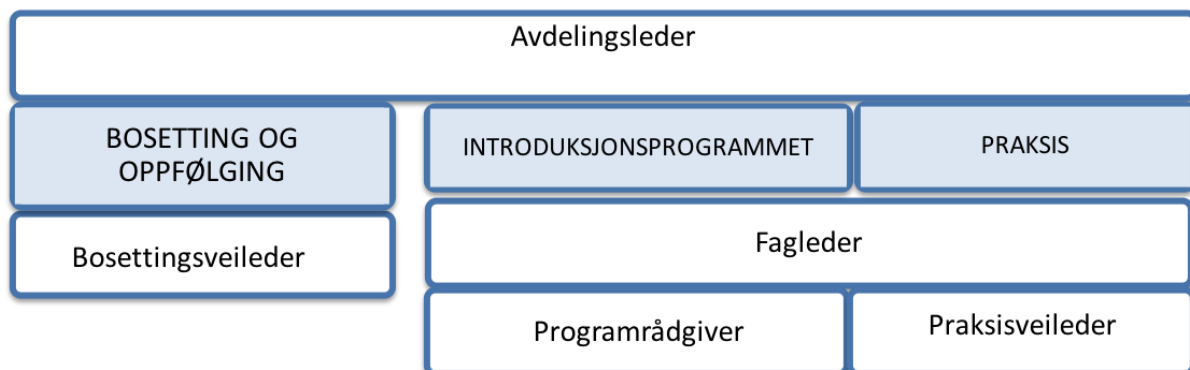 Avdelingsleder
BOSETTING OG
OPPFØLGING
INTRODUKSJONSPROGRAMMET
PRAKSIS
Bosettingsveileder
Fagleder
Programrådgiver
Praksisveileder